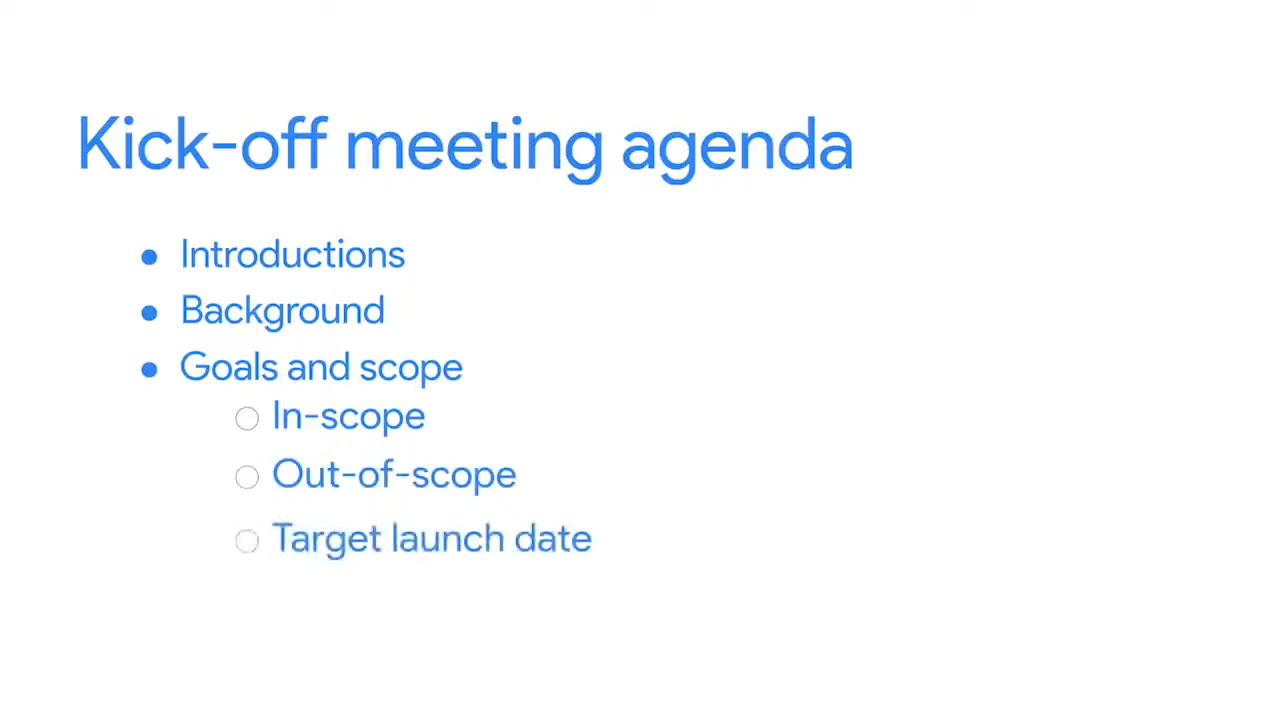 Kick-off meeting agenda
Introductions
Background
Goals and scope
In-scope
Out-of-scope
Target launch date